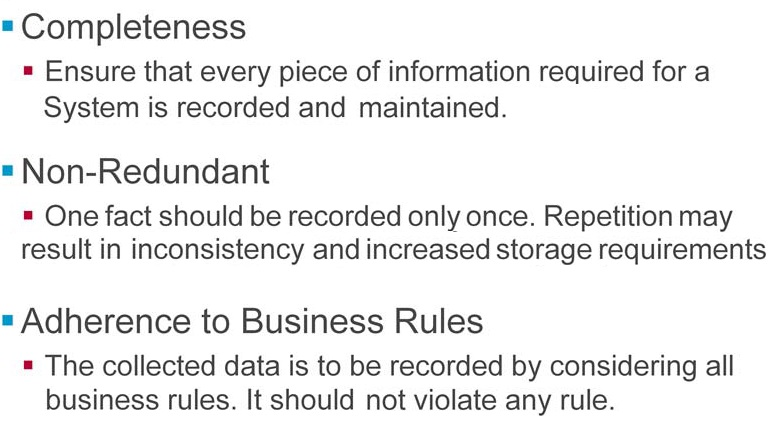 Completeness
Ensure that every piece of information required for a
System is recorded and maintained.
Non-Redundant
One fact should be recorded only once. Repetition may
result in inconsistency and increased storage requirements
Adherence to Business Rules
The collected data is to be recorded by considering all
business rules. It should not violate any rule.